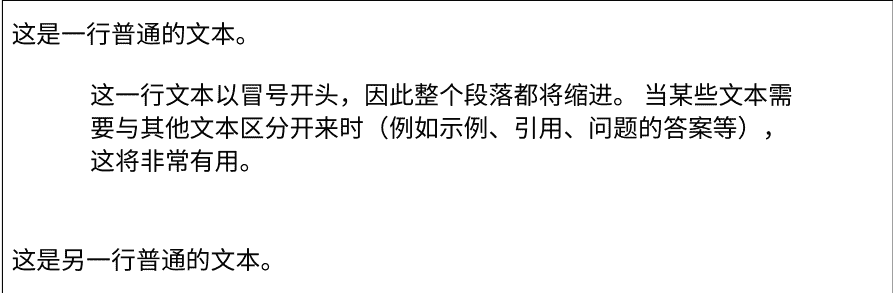 这是一行普通的文本。
这一行文本以冒号开头，因此整个段落都将缩进。 当某些文本需
要与其他文本区分开来时（例如示例、引用、问题的答案等），
这将非常有用。
这是另一行普通的文本。